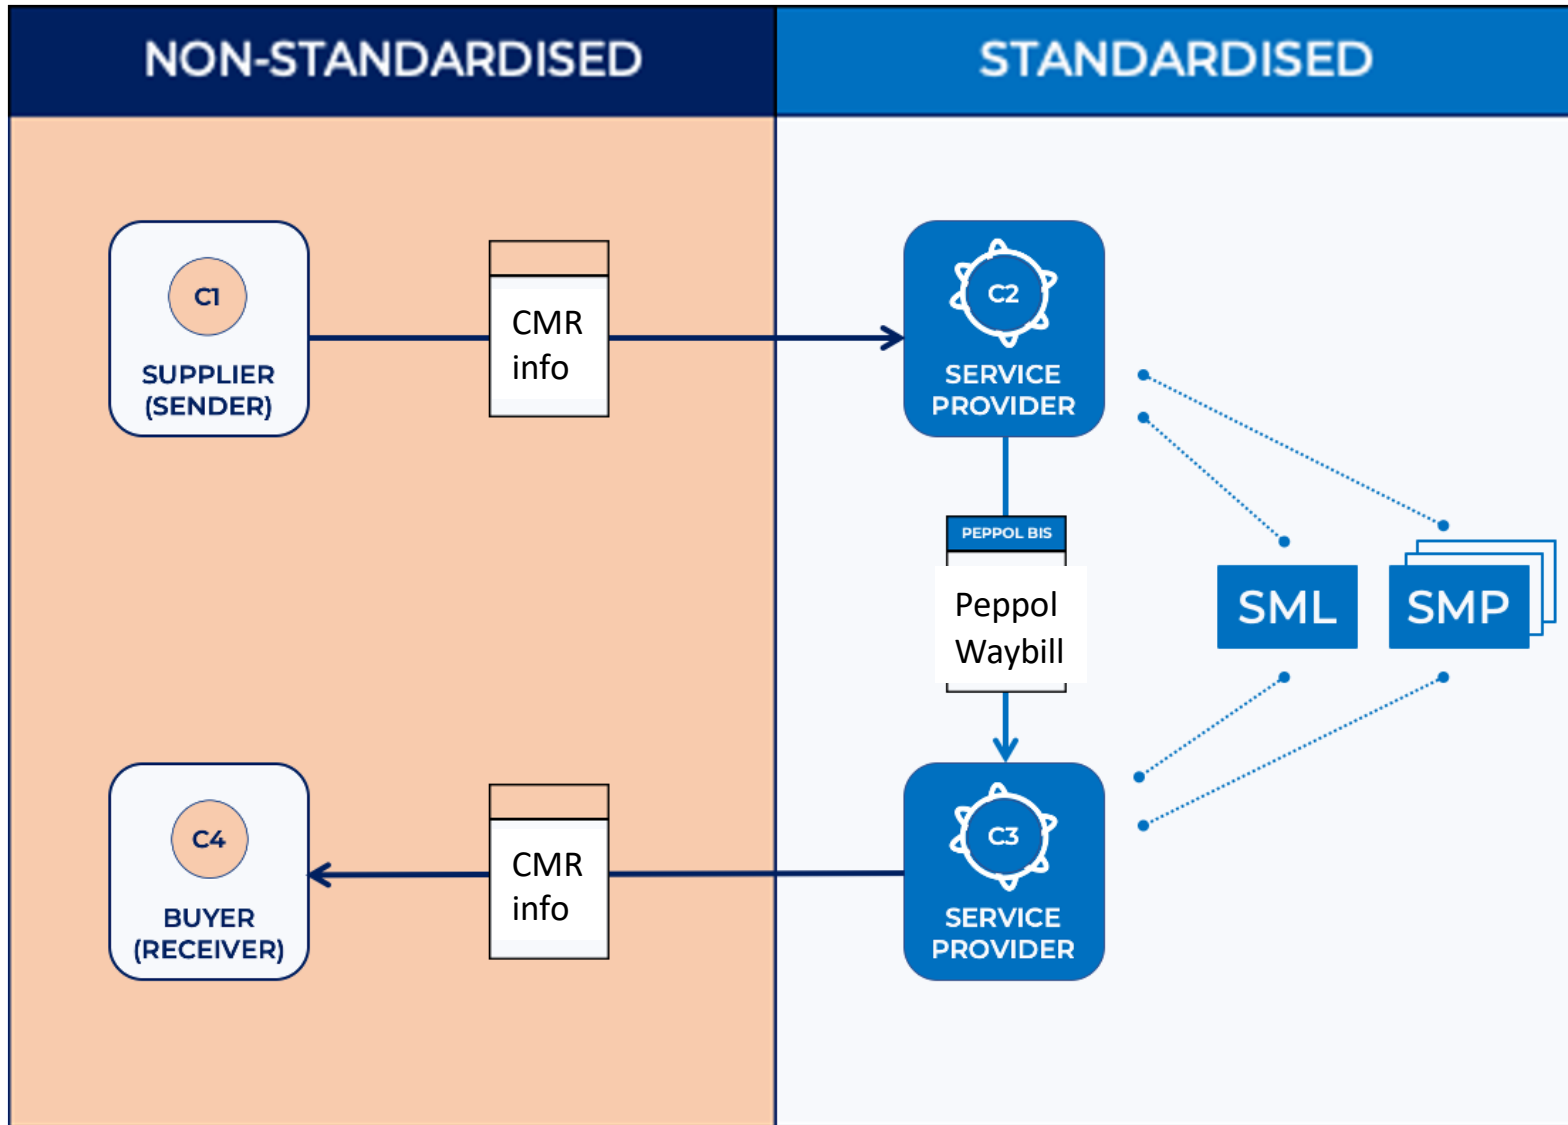 NON-STANDARDISED
STANDARDISED
C1
SUPPLIER
(SENDER)
CMR
info
C2
SERVICE
PROVIDER
PEPPOL BIS
Peppol
Waybill
SML
SMP
C4
BUYER
(RECEIVER)
CMR
info
C3
SERVICE
PROVIDER